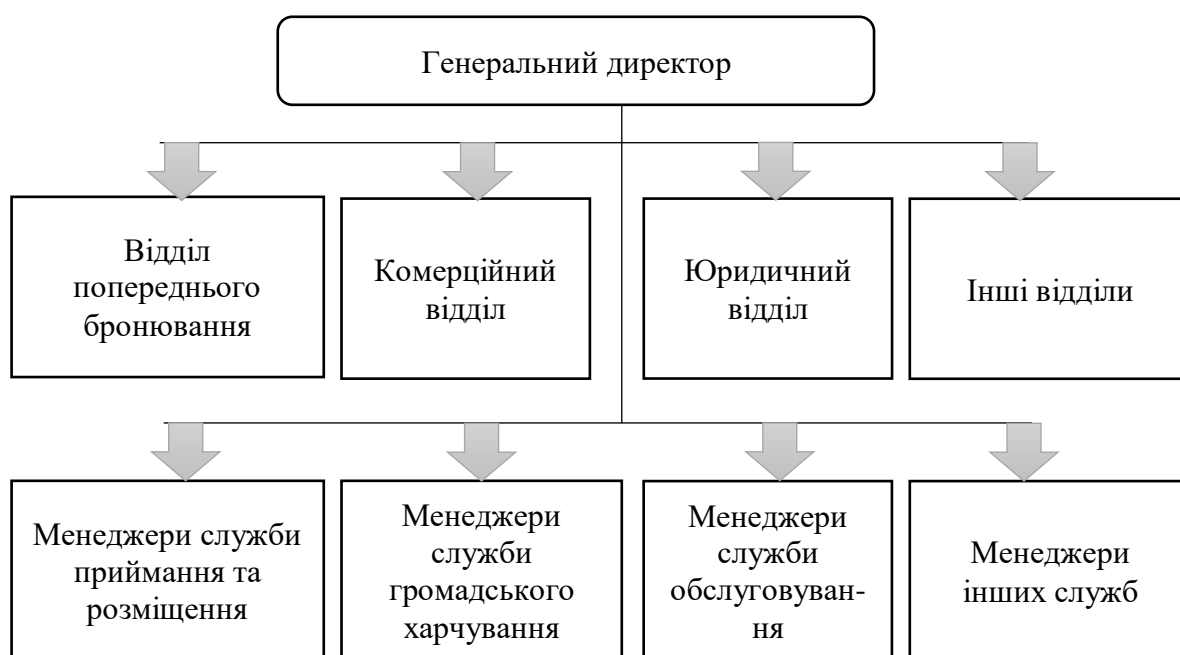 Генеральний директор
Відділ
попереднього
бронювання
Комерційний
відділ
Юридичний
відділ
Інші відділи
Менеджери служби
приймання та
розміщення
Менеджери
служби
громадського
харчування
Менеджери
служби
обслуговуван-
ня
Менеджери
інших служб